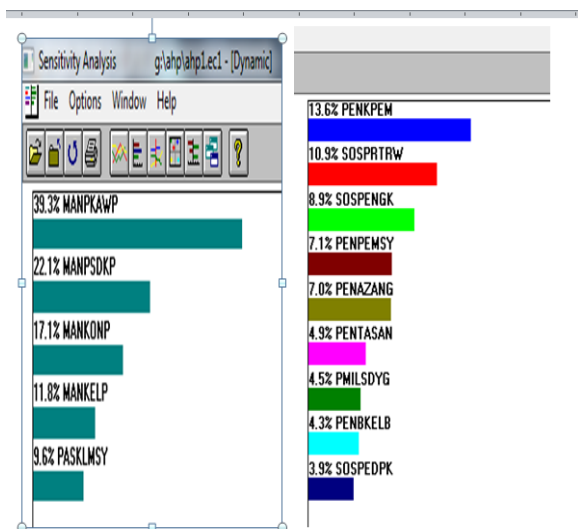 Sensitivity Analysis g:\ahp\ahp1.ec1 - [Dynamic]
File Options Window Help
39.3% MANPKAWP
22.1% MANPSDKP
17.1% MANKONP
11.8% MANKELP
9.6% PASKLMSY
13.6% PENKPEM
10.9% SOSPRTRW
8.9% SOSPENGK
7.1% PENPEMSY
7.0% PENAZANG
4.9% PENTASAN
4.5% PMILSDYG
4.3% PENBKELB
3.9% SOSPEDPK